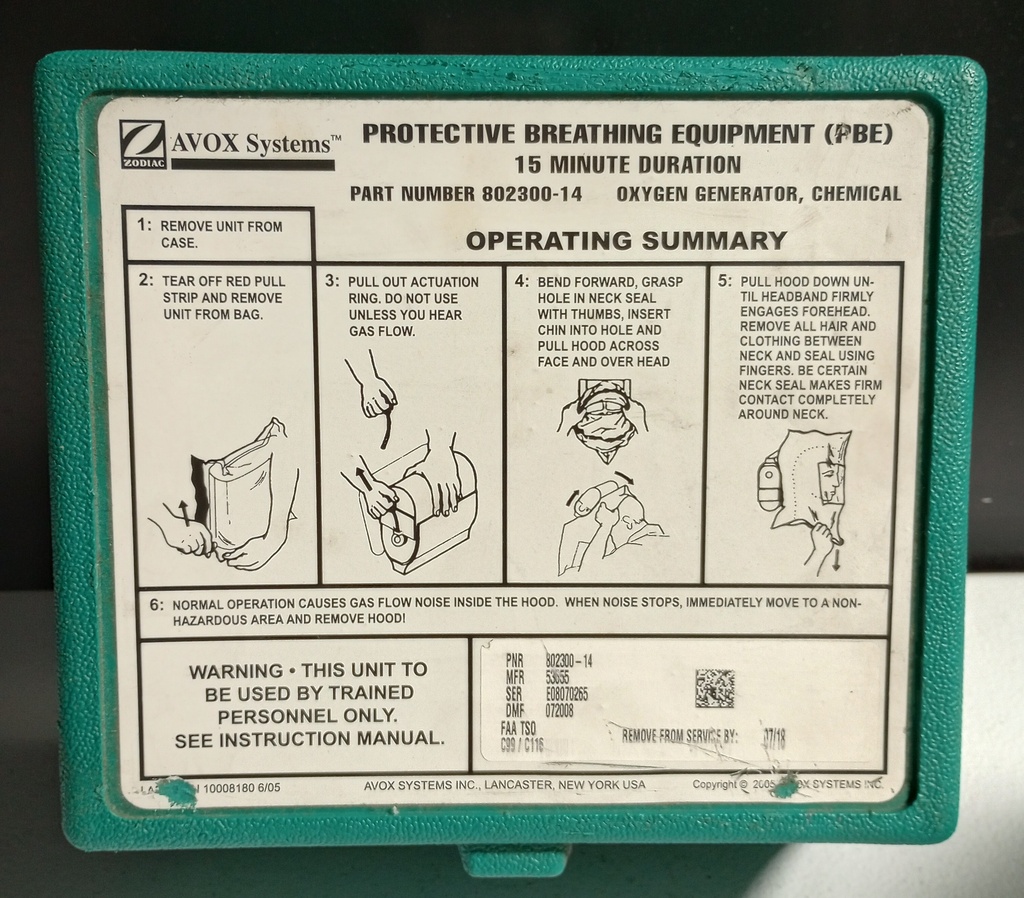 ZODIAC
AVOX Systems™
PROTECTIVE BREATHING EQUIPMENT (PBE)
15 MINUTE DURATION
PART NUMBER 802300-14 OXYGEN GENERATOR, CHEMICAL
OPERATING SUMMARY
1: REMOVE UNIT FROM
CASE.
2: TEAR OFF RED PULL
STRIP AND REMOVE
UNIT FROM BAG.
3: PULL OUT ACTUATION
RING. DO NOT USE
UNLESS YOU HEAR
GAS FLOW.
4: BEND FORWARD, GRASP
HOLE IN NECK SEAL
WITH THUMBS, INSERT
CHIN INTO HOLE AND
PULL HOOD ACROSS
FACE AND OVER HEAD
5: PULL HOOD DOWN UN-
TIL HEADBAND FIRMLY
ENGAGES FOREHEAD.
REMOVE ALL HAIR AND
CLOTHING BETWEEN
NECK AND SEAL USING
FINGERS. BE CERTAIN
NECK SEAL MAKES FIRM
CONTACT COMPLETELY
AROUND NECK.
6: NORMAL OPERATION CAUSES GAS FLOW NOISE INSIDE THE HOOD. WHEN NOISE STOPS, IMMEDIATELY MOVE TO A NON-
HAZARDOUS AREA AND REMOVE HOOD!
WARNING • THIS UNIT TO
BE USED BY TRAINED
PERSONNEL ONLY.
SEE INSTRUCTION MANUAL.
PNR 802300-14
MFR 53655
SER E08070265
DMF 072008
FAA TSO
C99 / C116
REMOVE FROM SERVICE BY: 07/18
10008180 6/05
AVOX SYSTEMS INC., LANCASTER, NEW YORK USA
Copyright © 2005 SYSTEMS INC.